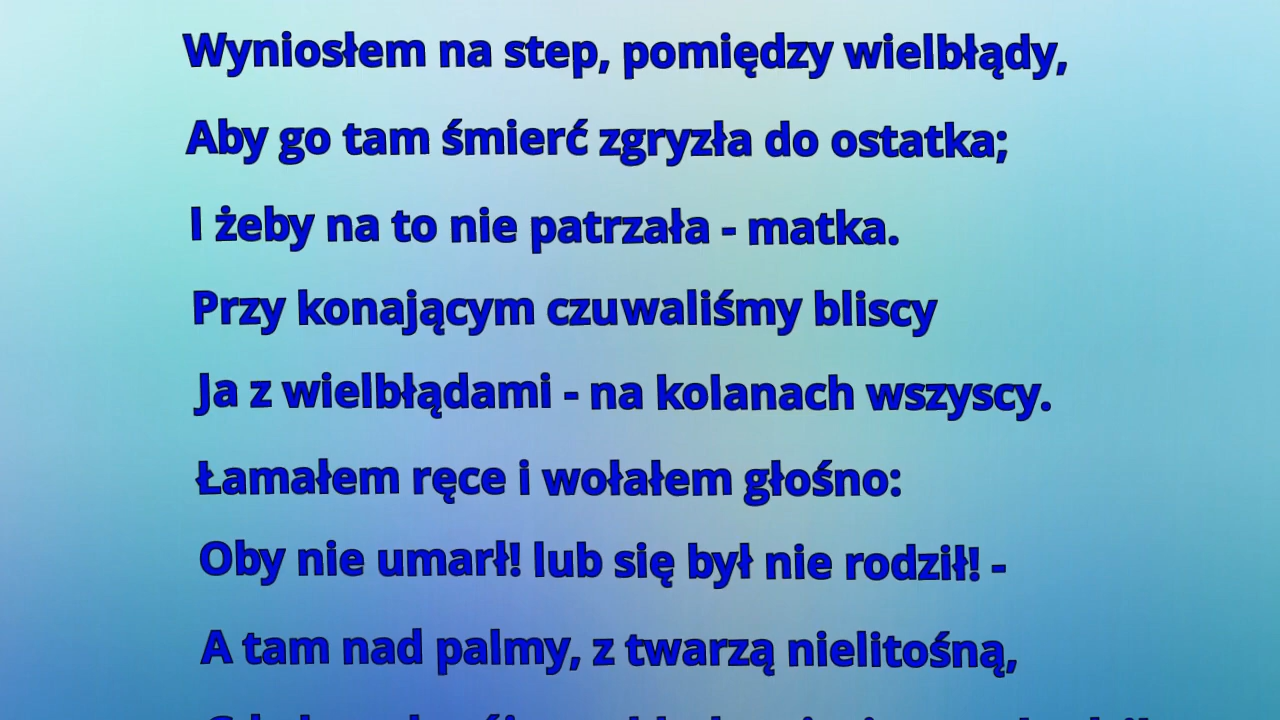 Wyniosłem na step, pomiędzy wielbłądy,
Aby go tam śmierć zgryzła do ostatka;
I żeby na to nie patrzała - matka.
Przy konającym czuwaliśmy bliscy
Ja z wielbłądami - na kolanach wszyscy.
Łamałem ręce i wołałem głośno:
Oby nie umarł! lub się był nie rodził! -
A tam nad palmy, z twarzą nielitośną,